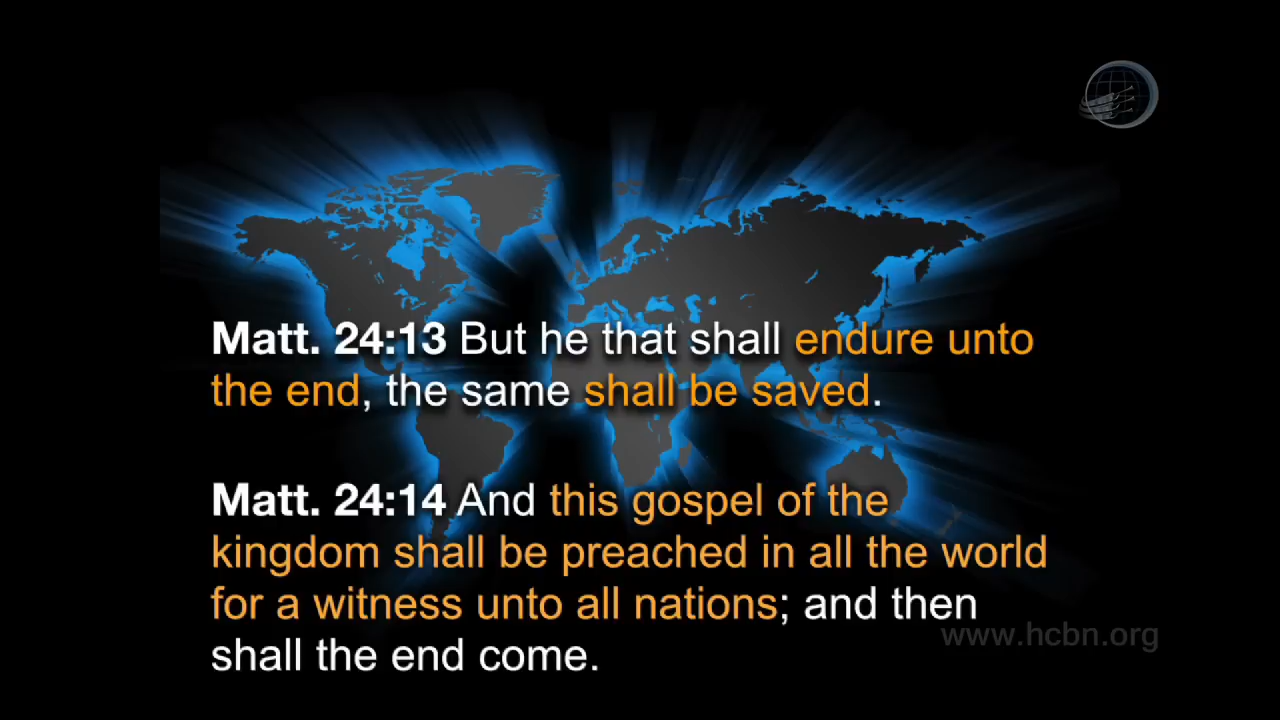 Matt. 24:13 But he that shall endure unto
the end, the same shall be saved.
Matt. 24:14 And this gospel of the
kingdom shall be preached in all the world
for a witness unto all nations; and then
shall the end come.
www.hcbn.org